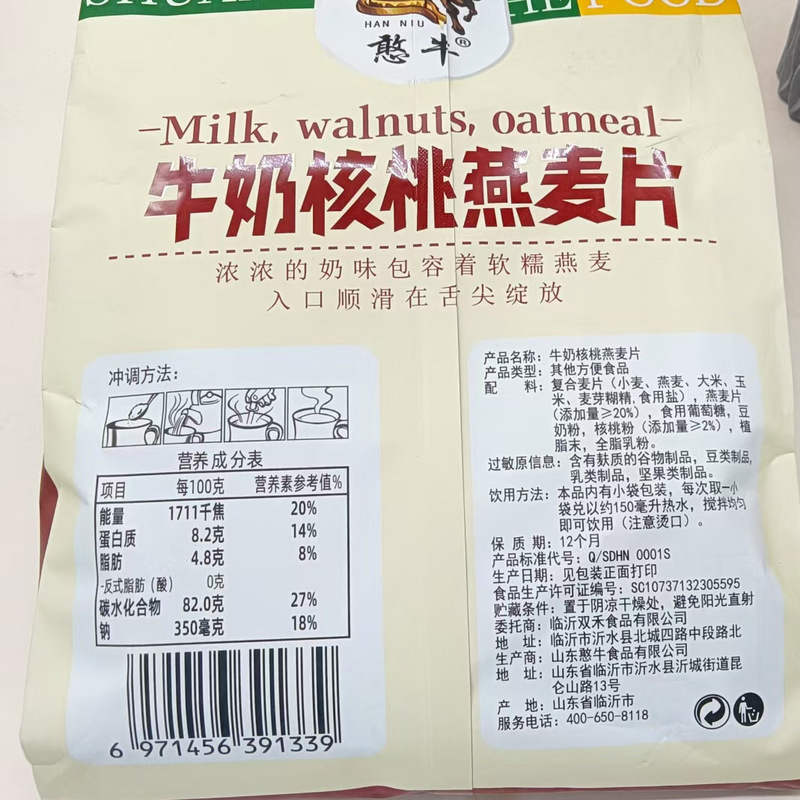 HAN NIU
憨牛®
-Milk, walnuts, oatmeal-
牛奶核桃燕麦片
浓浓的奶味包容着软糯燕麦
入口顺滑在舌尖绽放
冲调方法:
营养成分表
项目 每100克 营养素参考值%
能量 1711千焦 20%
蛋白质 8.2克 14%
脂肪 4.8克 8%
-反式脂肪(酸) 0克
碳水化合物 82.0克 27%
钠 350毫克 18%
6 971456 391339
产品名称: 牛奶核桃燕麦片
产品类型: 其他方便食品
配 料: 复合麦片(小麦、燕麦、大米、玉
米、麦芽糊精,食用盐), 燕麦片
(添加量≥20%), 食用葡萄糖, 豆
奶粉, 核桃粉(添加量≥2%), 植
脂末, 全脂乳粉。
过敏原信息: 含有麸质的谷物制品, 豆类制品,
乳类制品, 坚果类制品。
饮用方法: 本品内有小袋包装, 每次取一小
袋兑以约150毫升热水, 搅拌均匀
即可饮用(注意烫口)。
保 质 期: 12个月
产品标准代号: Q/SDHN 0001S
生产日期: 见包装正面打印
食品生产许可证编号: SC10737132305595
贮藏条件: 置于阴凉干燥处, 避免阳光直射
委托商: 临沂双禾食品有限公司
地 址: 临沂市沂水县北城四路中段路北
生产商: 山东憨牛食品有限公司
地 址: 山东省临沂市沂水县沂城街道昆
仑山路13号
产 地: 山东省临沂市
服务电话: 400-650-8118